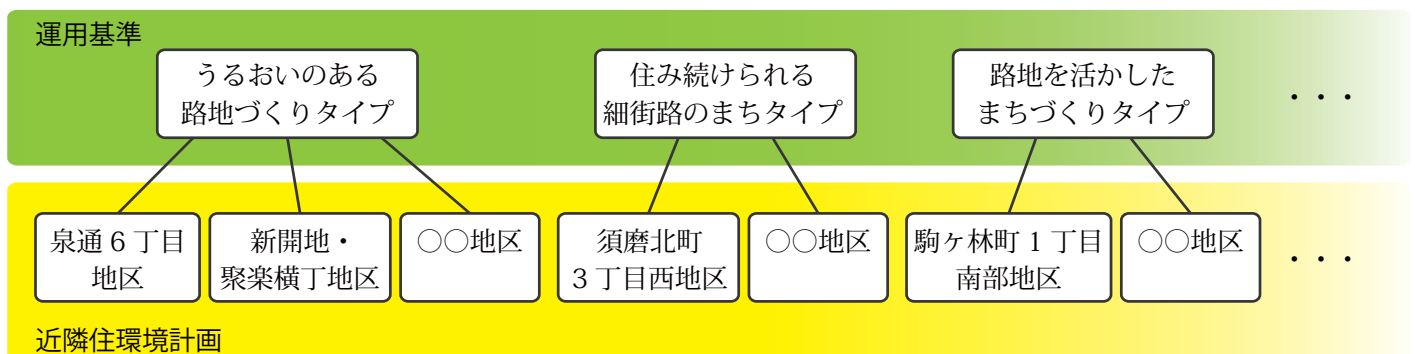 運用基準
うるおいのある
路地づくりタイプ
住み続けられる
細街路のまちタイプ
路地を活かした
まちづくりタイプ
・・・
泉通6丁目
地区
新開地・
聚楽横丁地区
○○地区
須磨北町
3丁目西地区
○○地区
駒ヶ林町1丁目
南部地区
○○地区
・・・
近隣住環境計画